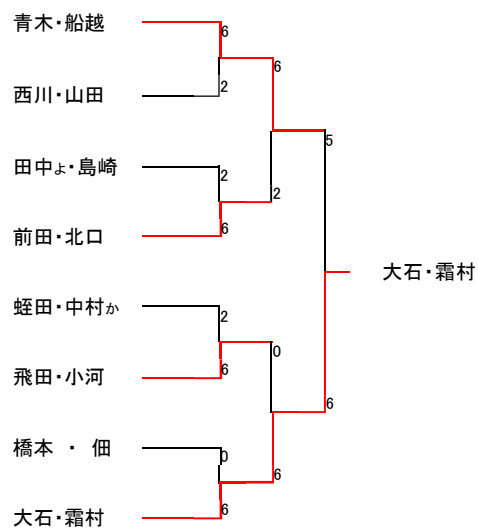 青木・船越
6
6
2
西川・山田
5
田中ょ・島崎
2
2
6
前田・北口
大石・霜村
蛭田・中村か
2
0
6
飛田・小河
6
橋本 ・ 佃
0
6
6
大石・霜村